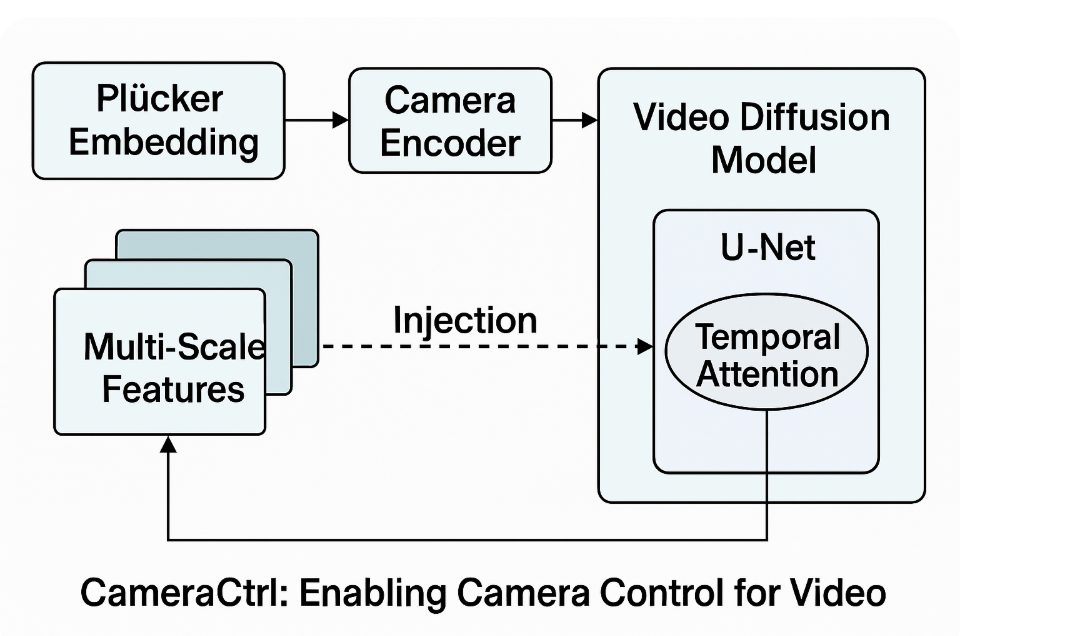 Plücker
Embedding
Camera
Encoder
Video Diffusion
Model
U-Net
Injection
Multi-Scale
Features
Temporal
Attention
CameraCtrl: Enabling Camera Control for Video